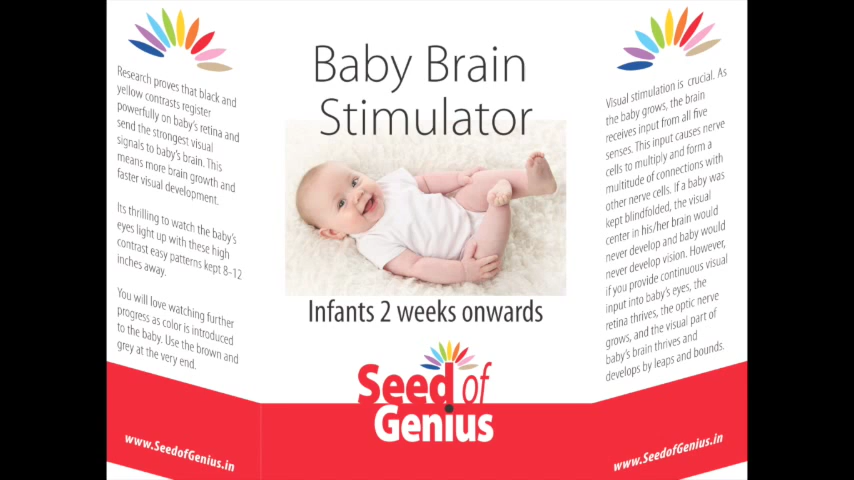 Research proves that black and
yellow contrasts register
powerfully on baby's retina and
send the strongest visual
signals to baby's brain. This
means more brain growth and
faster visual development.
Its thrilling to watch the baby's
eyes light up with these high
contrast easy patterns kept 8-12
inches away.
You will love watching further
progress as color is introduced
to the baby. Use the brown and
grey at the very end.
www.SeedofGenius.in
Baby Brain
Stimulator
Infants 2 weeks onwards
Seed of
Genius
Visual stimulation is crucial. As
the baby grows, the brain
receives input from all five
senses. This input causes nerve
cells to multiply and form a
multitude of connections with
other nerve cells. If a baby was
kept blindfolded, the visual
center in his/her brain would
never develop and baby would
never develop vision. However,
if you provide continuous visual
input into baby's eyes, the
retina thrives, the optic nerve
grows, and the visual part of
baby's brain thrives and
develops by leaps and bounds.
www.SeedofGenius.in